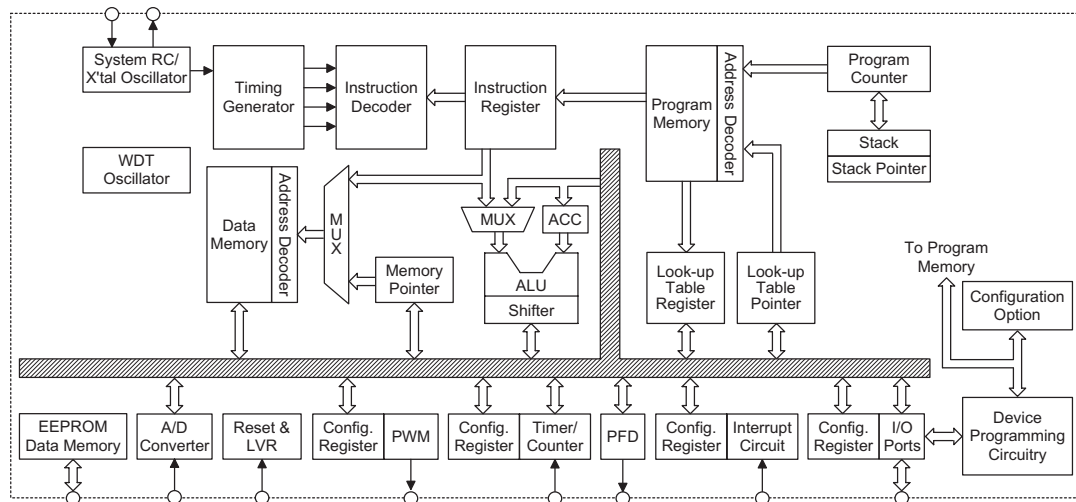 System RC/
X'tal Oscillator
Timing
Generator
Instruction
Decoder
Instruction
Register
Program
Memory
Address Decoder
Program
Counter
Stack
Stack Pointer
WDT
Oscillator
Data
Memory
Address Decoder
MUX
MUX
ACC
Memory
Pointer
ALU
Shifter
Look-up
Table
Register
Look-up
Table
Pointer
To Program
Memory
Configuration
Option
EEPROM
Data Memory
A/D
Converter
Reset &
LVR
Config.
Register
PWM
Config.
Register
Timer/
Counter
PFD
Config.
Register
Interrupt
Circuit
Config.
Register
I/O
Ports
Device
Programming
Circuitry